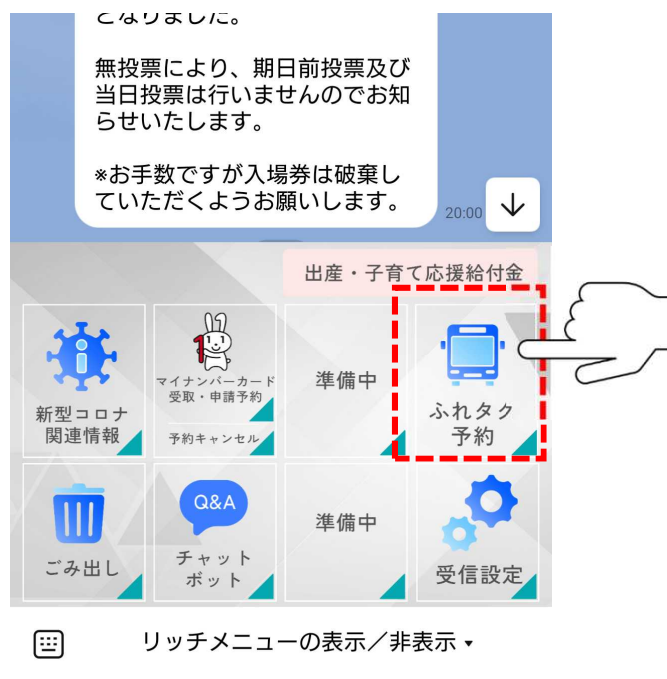 となりました。
無投票により、期日前投票及び
当日投票は行いませんのでお知
らせいたします。
*お手数ですが入場券は破棄し
ていただくようお願いします。
20:00
出産・子育て応援給付金
新型コロナ
関連情報
マイナンバーカード
受取・申請予約
予約キャンセル
準備中
ふれタク
予約
ごみ出し
Q&A
チャット
ボット
準備中
受信設定
リッチメニューの表示／非表示▼